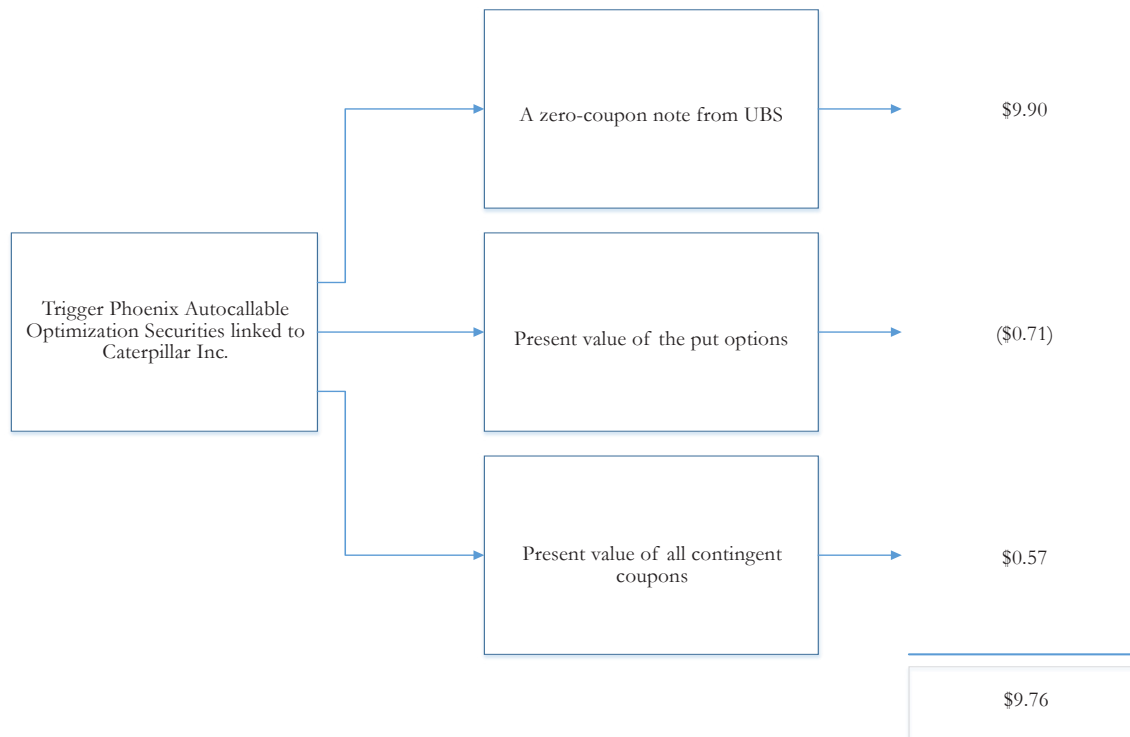 A zero-coupon note from UBS
$9.90
Trigger Phoenix Autocallable
Optimization Securities linked to
Caterpillar Inc.
Present value of the put options
($0.71)
Present value of all contingent
coupons
$0.57
$9.76